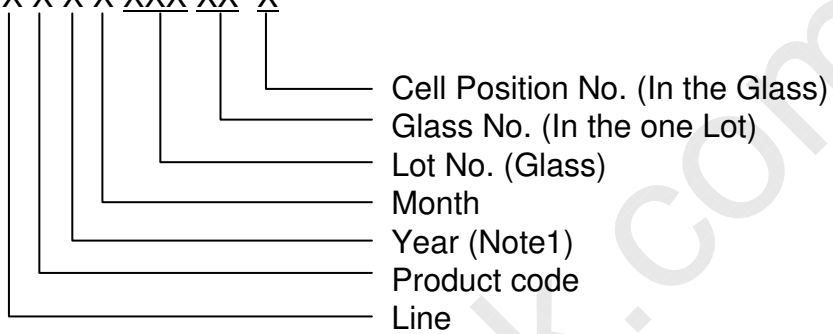 X X X X XXX XX X
Cell Position No. (In the Glass)
Glass No. (In the one Lot)
Lot No. (Glass)
Month
Year (Note1)
Product code
Line